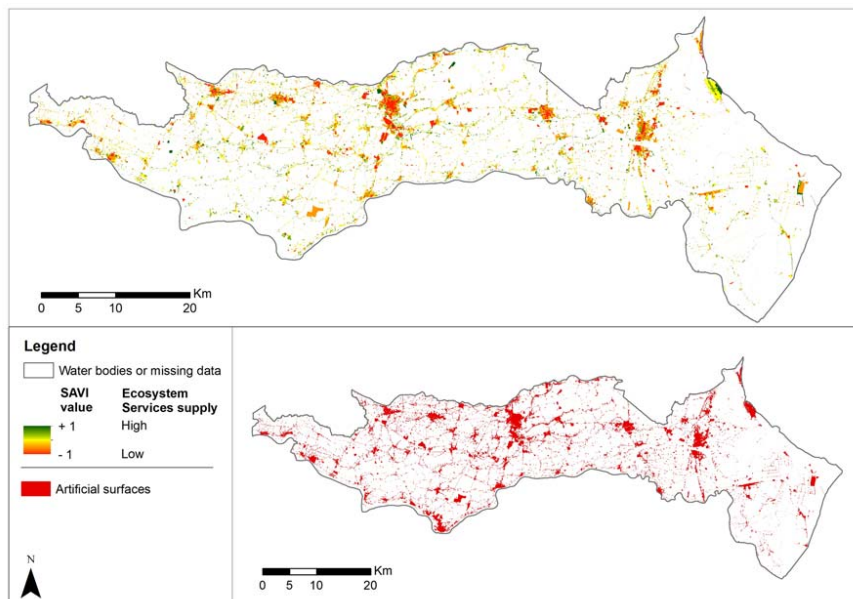 Km
0 5 10 20
Legend
Water bodies or missing data
SAVI Ecosystem
value Services supply
+ 1 High
- 1 Low
Artificial surfaces
N
Km
0 5 10 20